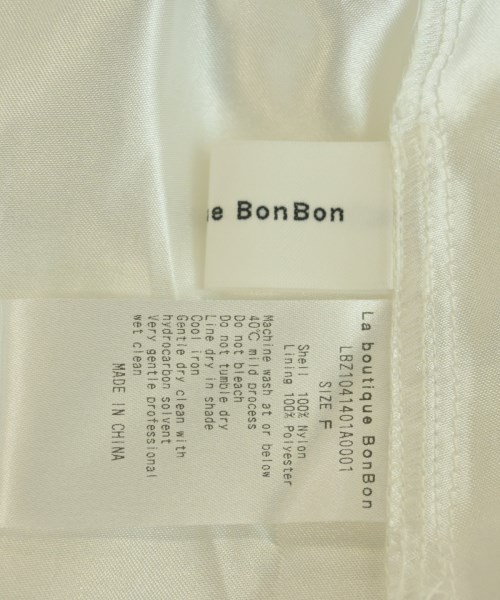 e BonBon
La boutique BonBon
LBZ1041401A0001
SIZE F
Shell 100% Nylon
Lining 100% Polyester
Machine wash at or below
40℃ mild process
Do not bleach
Do not tumble dry
Line dry in shade
Cool iron
Gentle dry clean with
hydrocarbon solvent
Very gentle professional
wet clean
MADE IN CHINA